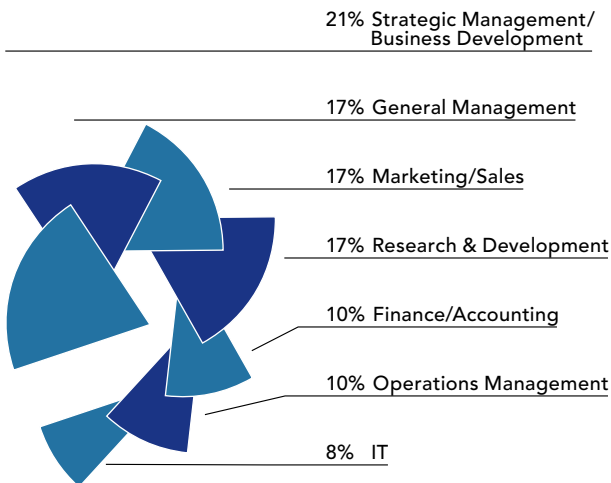 21% Strategic Management/
Business Development
17% General Management
17% Marketing/Sales
17% Research & Development
10% Finance/Accounting
10% Operations Management
8% IT